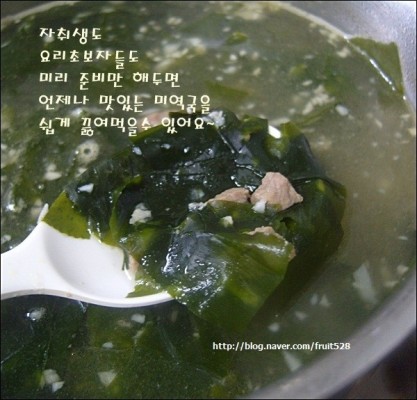 자취생도
요리초보자들도
미리 준비만 해두면
언제나 맛있는 미역국을
쉽게 끓여먹을수 있어요~
http://blog.naver.com/fruit528